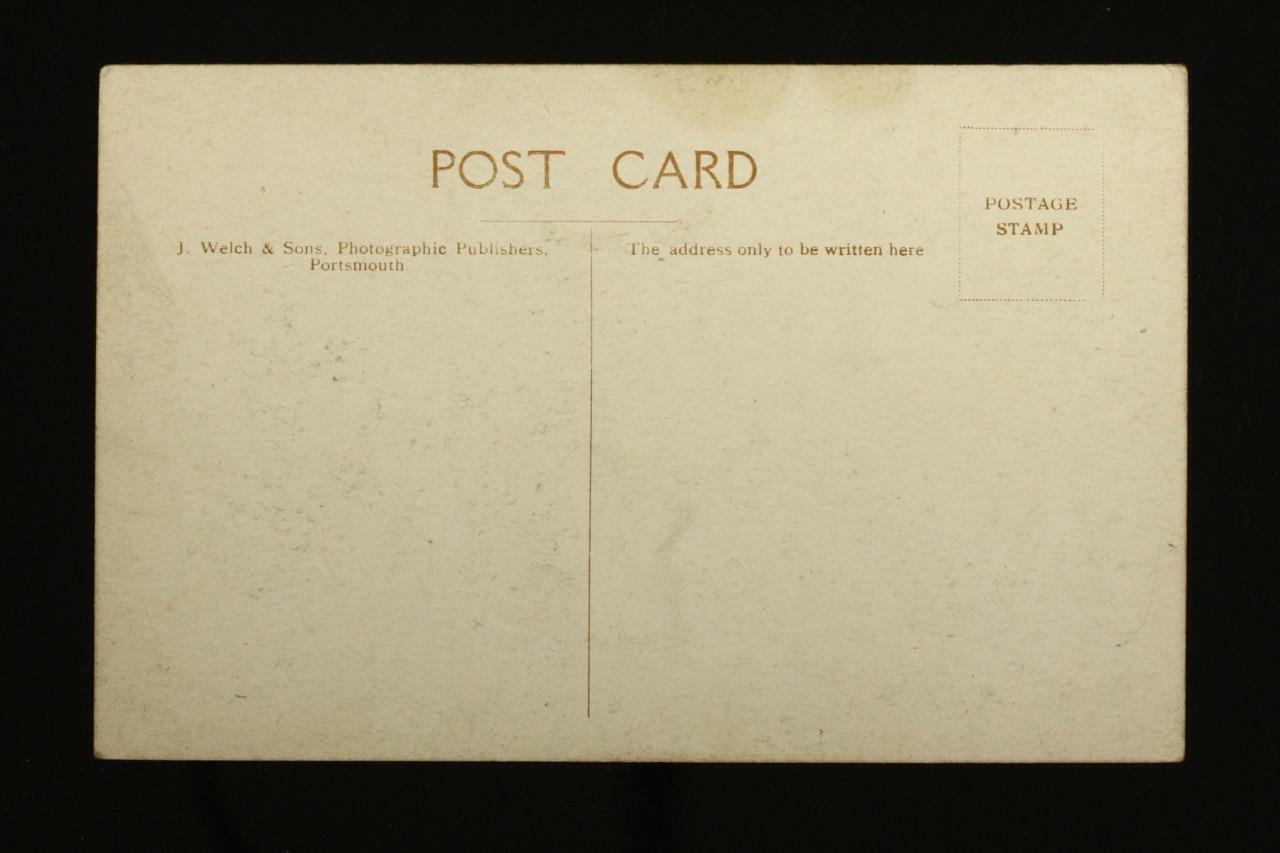 POST CARD
J. Welch & Sons, Photographic Publishers,
Portsmouth.
The address only to be written here
POSTAGE
STAMP